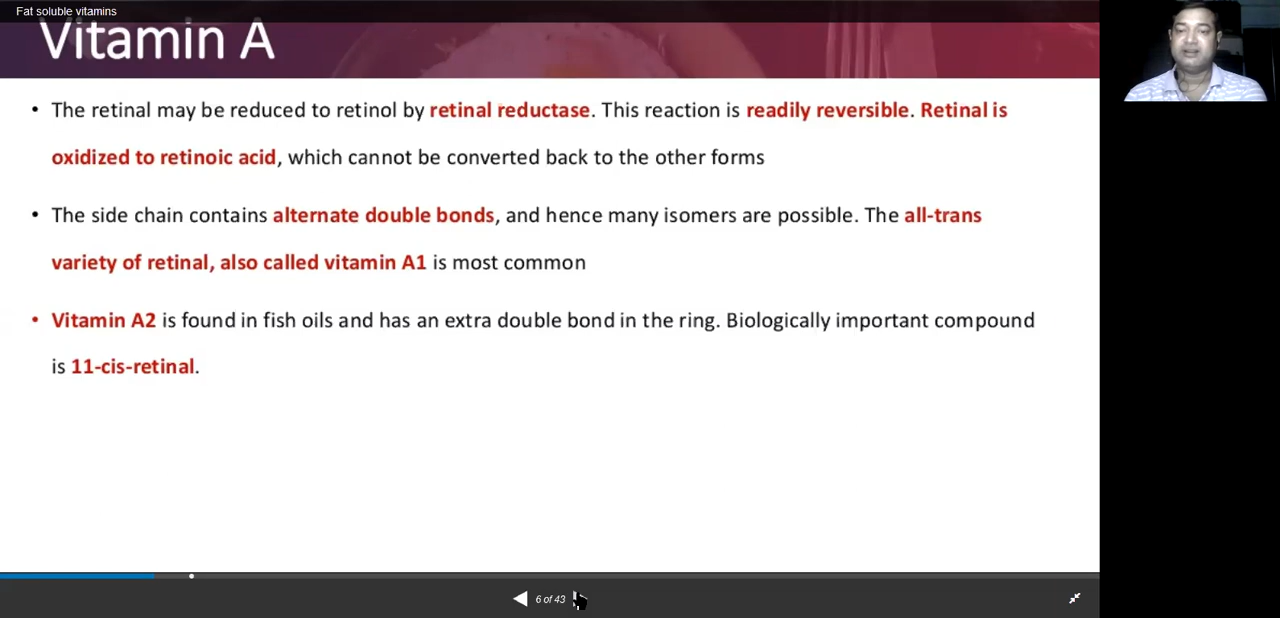 Fat soluble vitamins
Vitamin A
• The retinal may be reduced to retinol by retinal reductase. This reaction is readily reversible. Retinal is
oxidized to retinoic acid, which cannot be converted back to the other forms
• The side chain contains alternate double bonds, and hence many isomers are possible. The all-trans
variety of retinal, also called vitamin A1 is most common
• Vitamin A2 is found in fish oils and has an extra double bond in the ring. Biologically important compound
is 11-cis-retinal.
6 of 43